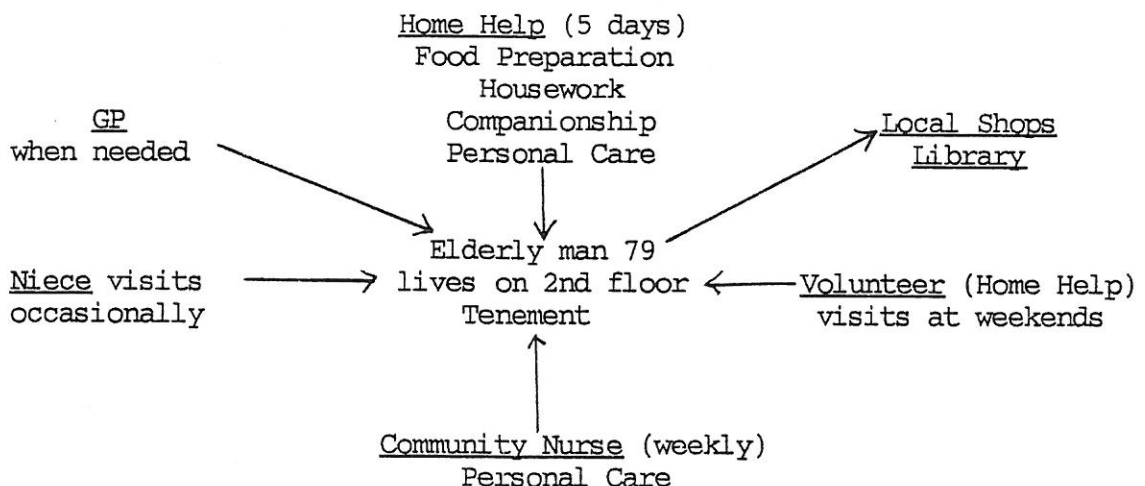 Home Help (5 days)
Food Preparation
Housework
Companionship
Personal Care
GP
when needed
Local Shops
Library
Elderly man 79
lives on 2nd floor
Tenement
Niece visits
occasionally
Volunteer (Home Help)
visits at weekends
Community Nurse (weekly)
Personal Care